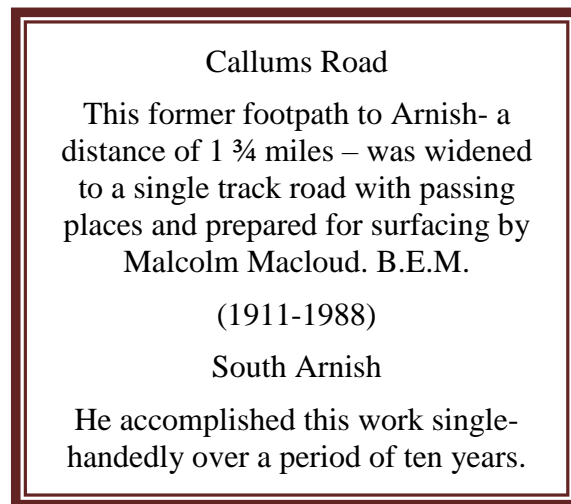 Callums Road
This former footpath to Arnish- a
distance of 1 ¾ miles – was widened
to a single track road with passing
places and prepared for surfacing by
Malcolm Macloud. B.E.M.
(1911-1988)
South Arnish
He accomplished this work single-
handedly over a period of ten years.